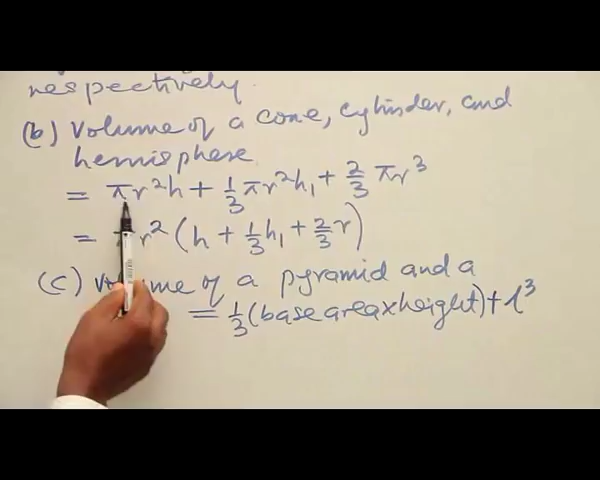 respectively.
(b) Volume of a cone, cylinder, and
hemisphere
= πr²h + 1/3 πr²h₁ + 2/3 πr³
= r² (h + 1/3 h₁ + 2/3 r)
(c) Volume of a pyramid and a
= 1/3 (base area x height) + l³